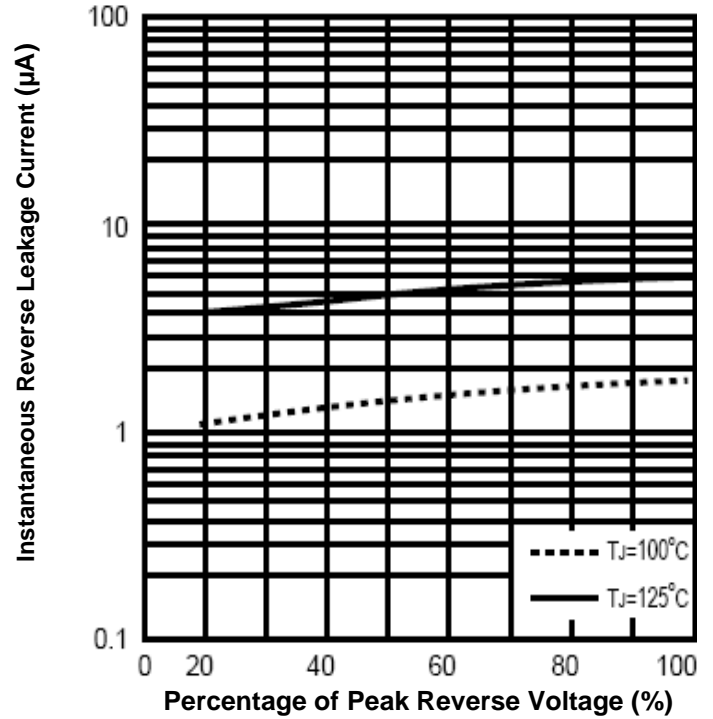 Instantaneous Reverse Leakage Current (µA)
100
10
1
0.1
TJ=100°C
TJ=125°C
0 20 40 60 80 100
Percentage of Peak Reverse Voltage (%)